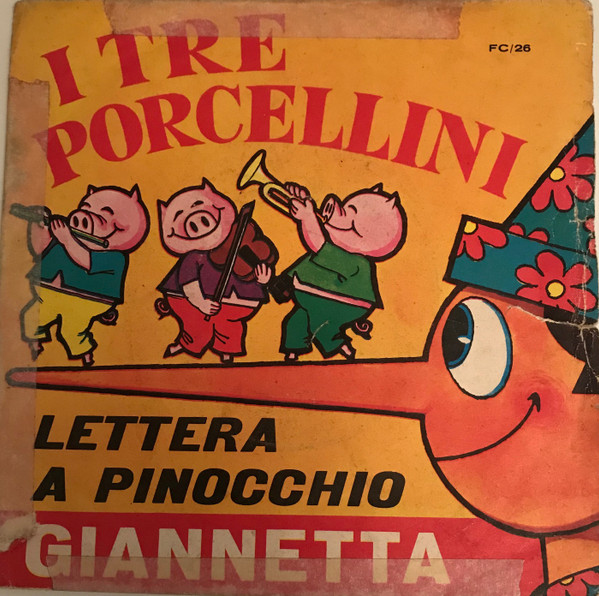 FC/26
I TRE
PORCELLINI
LETTERA
A PINOCCHIO
GIANNETTA